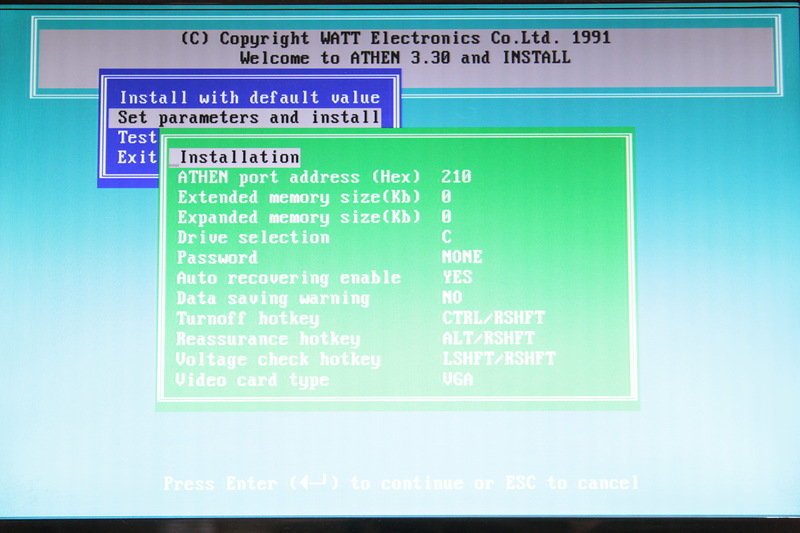 (C) Copyright WATT Electronics Co.Ltd. 1991
Welcome to ATHEN 3.30 and INSTALL
Install with default value
Set parameters and install
Test
Exit
Installation
ATHEN port address (Hex) 210
Extended memory size(Kb) 0
Expanded memory size(Kb) 0
Drive selection C
Password NONE
Auto recovering enable YES
Data saving warning NO
Turnoff hotkey CTRL/RSHFT
Reassurance hotkey ALT/RSHFT
Voltage check hotkey LSHFT/RSHFT
Video card type VGA
Press Enter (◄─┘) to continue or ESC to cancel